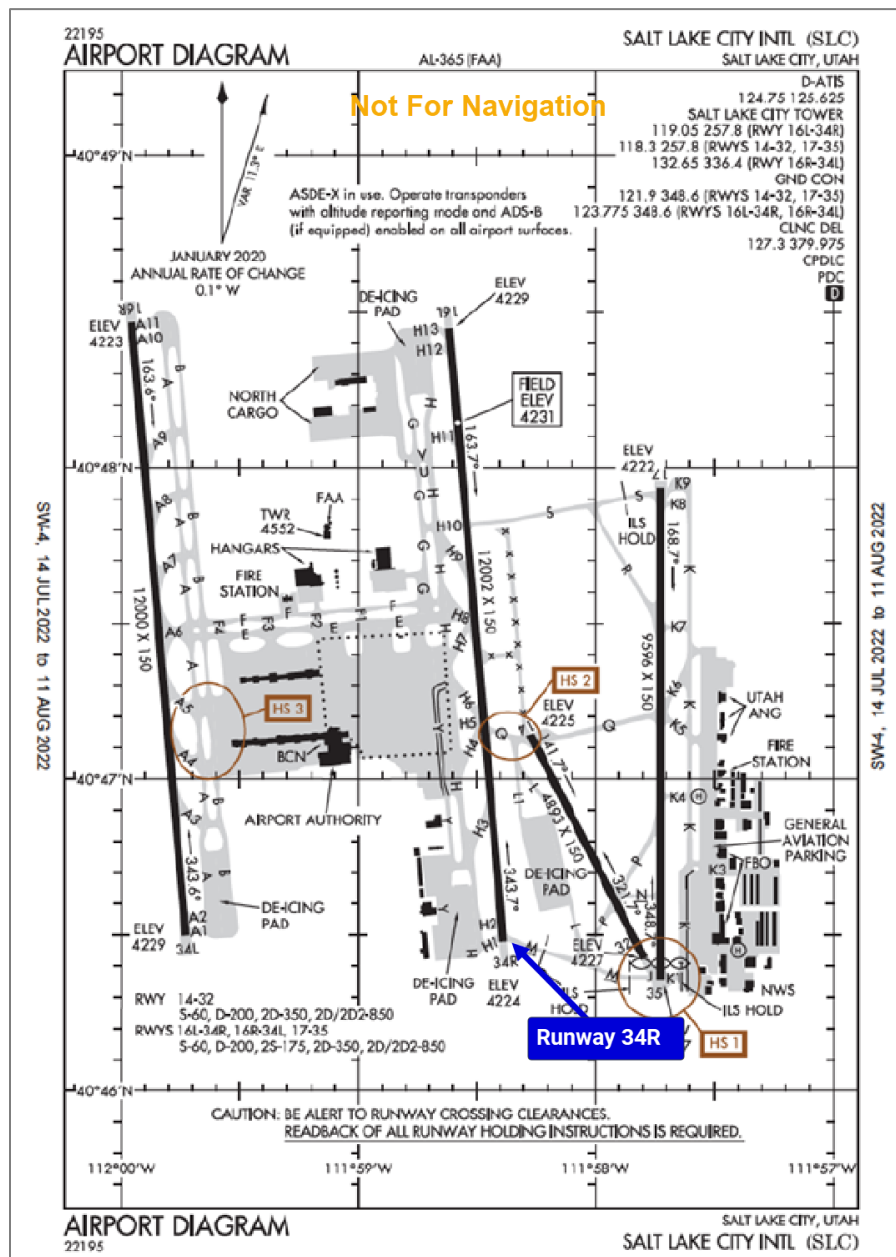 22195
AIRPORT DIAGRAM
AL-365 (FAA)
SALT LAKE CITY INTL (SLC)
SALT LAKE CITY, UTAH
Not For Navigation
D-ATIS
124.75 125.625
SALT LAKE CITY TOWER
119.05 257.8 (RWY 16L-34R)
118.3 257.8 (RWYS 14-32, 17-35)
132.65 336.4 (RWY 16R-34L)
GND CON
121.9 348.6 (RWYS 14-32, 17-35)
123.775 348.6 (RWYS 16L-34R, 16R-34L)
CLNC DEL
127.3 379.975
CPDLC
PDC
D
VAR 11.3° E
JANUARY 2020
ANNUAL RATE OF CHANGE
0.1° W
ASDE-X in use. Operate transponders
with altitude reporting mode and ADS-B
(if equipped) enabled on all airport surfaces.
40°49'N
40°48'N
40°47'N
40°46'N
SW-4, 14 JUL 2022 to 11 AUG 2022
SW-4, 14 JUL 2022 to 11 AUG 2022
16R
ELEV
4223
A11
A10
163.6°
A9
A8
A7
A6
A5
A4
A3
A2
A1
A
B
12000 X 150
343.6°
ELEV
4229
34L
DE-ICING
PAD
HS 3
DE-ICING
PAD
16L
ELEV
4229
H13
H12
NORTH
CARGO
FIELD
ELEV
4231
H11
163.7°
G
V
U
H
H10
H9
H8
H7
H6
H5
H4
H3
H2
H1
12002 X 150
343.7°
34R
ELEV
4224
FAA
TWR
4552
HANGARS
FIRE
STATION
F4
F3
F2
F1
F
E
BCN
AIRPORT AUTHORITY
Y
DE-ICING
PAD
HS 2
ELEV
4225
Q
141.7°
4893 X 150
321.7°
L1
L
P
DE-ICING
PAD
M
32
ELEV
4227
ILS
HOLD
ELEV
4222
17
K9
K8
S
ILS
HOLD
R
168.7°
K
K7
9596 X 150
K6
K5
K4
K3
K1
J
35
HS 1
ILS HOLD
NWS
UTAH
ANG
FIRE
STATION
H
GENERAL
AVIATION
PARKING
FBO
H
Runway 34R
RWY 14-32
S-60, D-200, 2D-350, 2D/2D2-850
RWYS 16L-34R, 16R-34L, 17-35
S-60, D-200, 2S-175, 2D-350, 2D/2D2-850
CAUTION: BE ALERT TO RUNWAY CROSSING CLEARANCES.
READBACK OF ALL RUNWAY HOLDING INSTRUCTIONS IS REQUIRED.
112°00'W
111°59'W
111°58'W
111°57'W
AIRPORT DIAGRAM
22195
SALT LAKE CITY, UTAH
SALT LAKE CITY INTL (SLC)